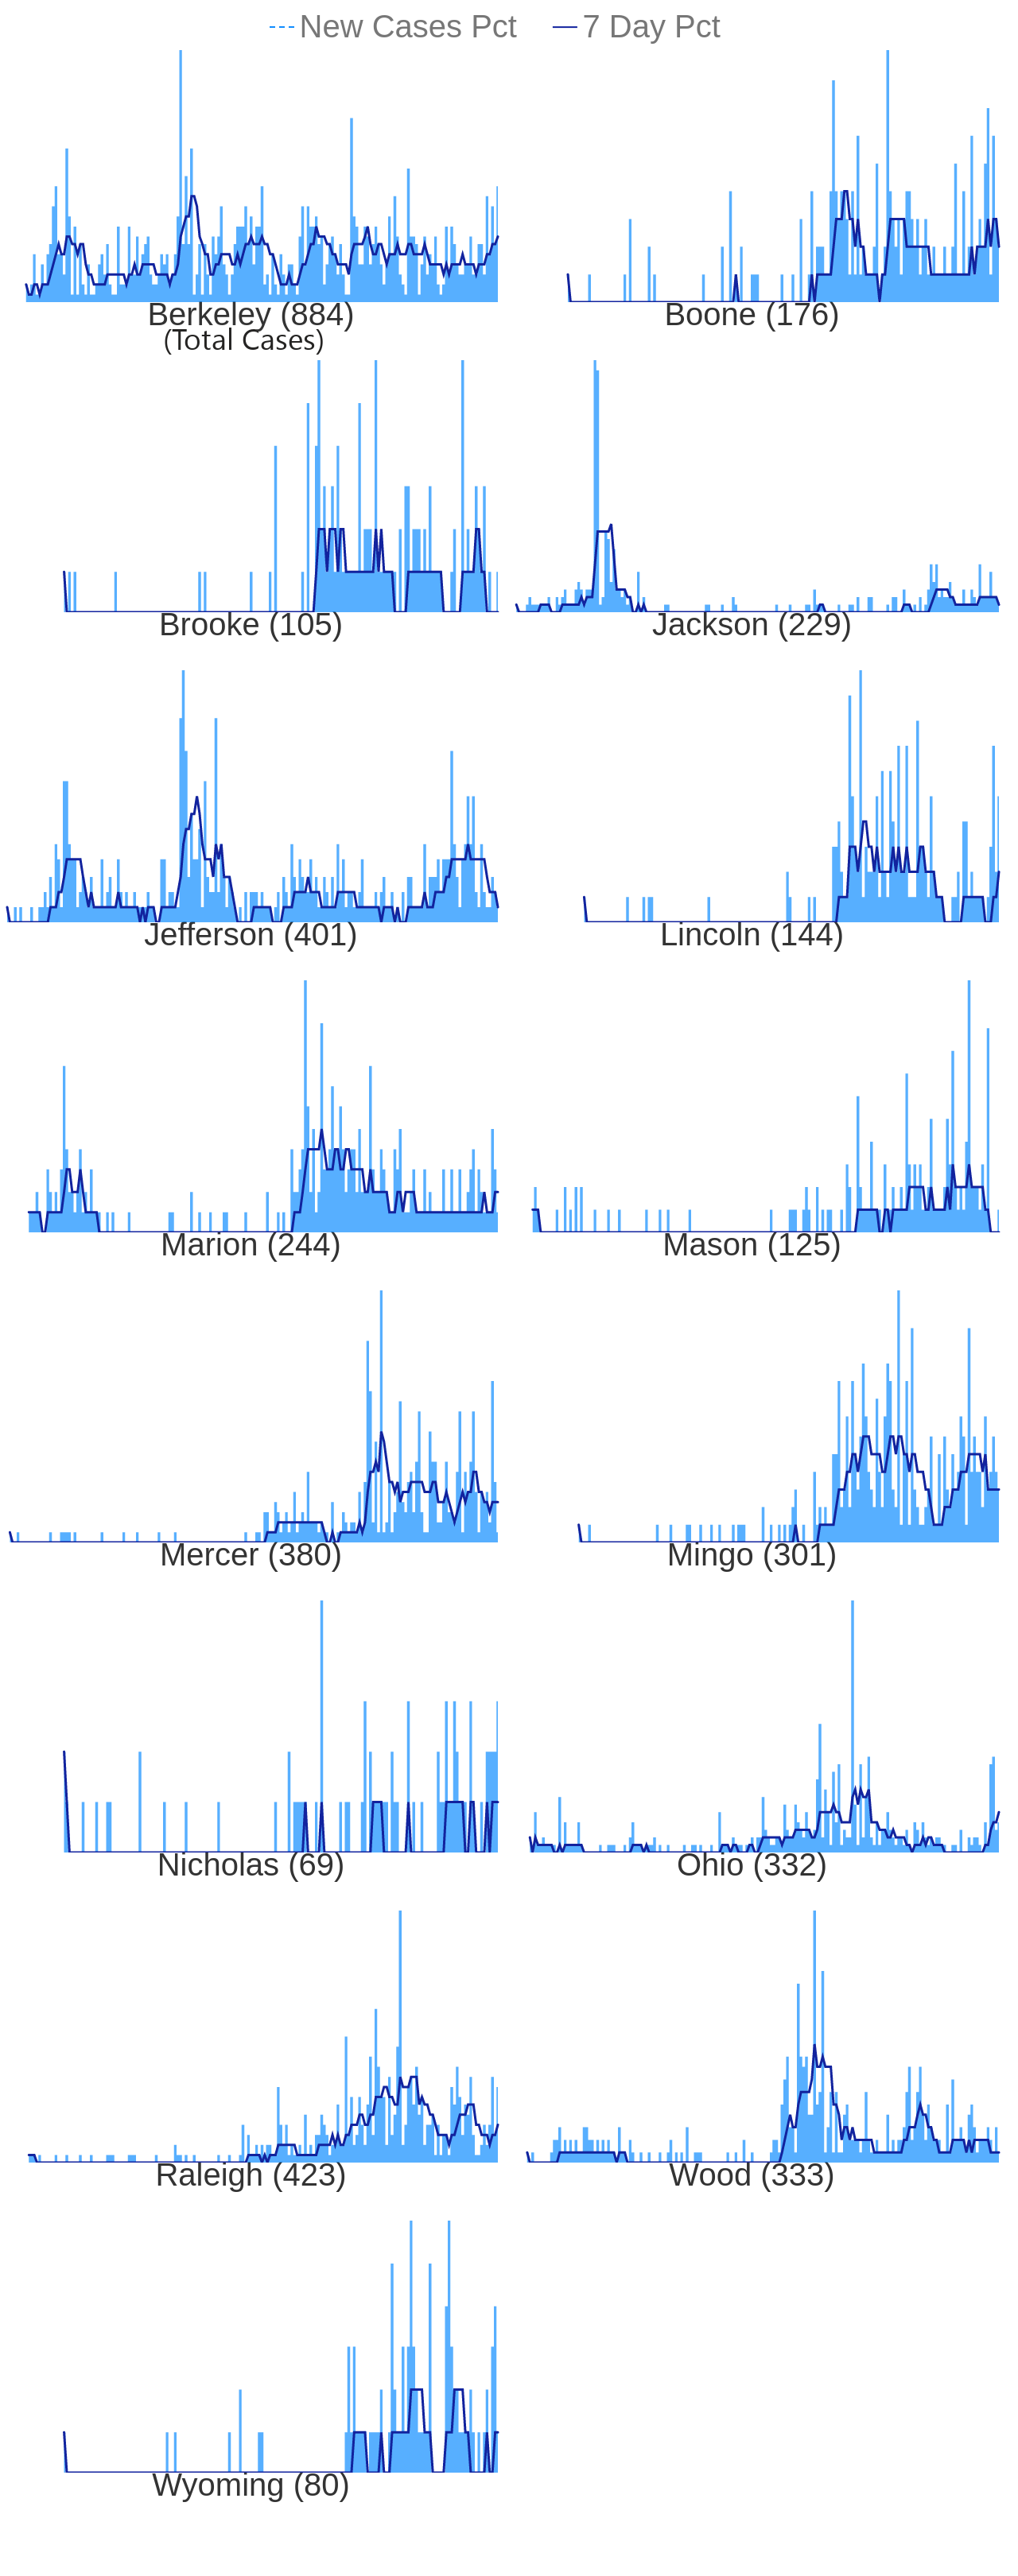 New Cases Pct 7 Day Pct
Berkeley (884) Boone (176)
(Total Cases)
Brooke (105) Jackson (229)
Jefferson (401) Lincoln (144)
Marion (244) Mason (125)
Mercer (380) Mingo (301)
Nicholas (69) Ohio (332)
Raleigh (423) Wood (333)
Wyoming (80)